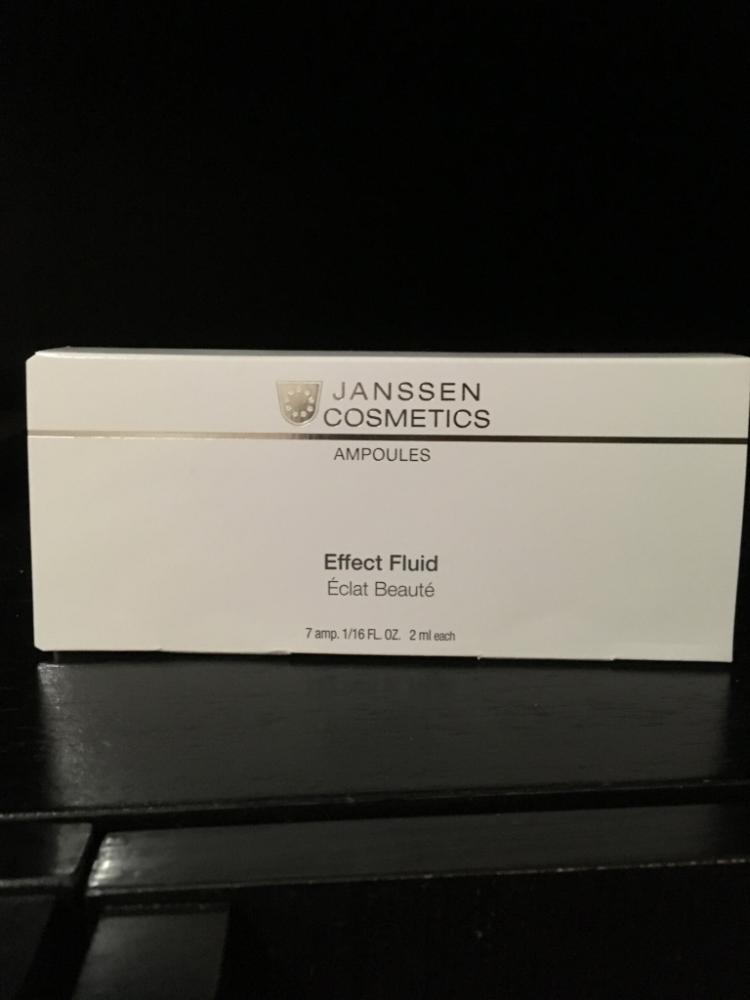 JANSSEN
COSMETICS
AMPOULES
Effect Fluid
Éclat Beauté
7 amp. 1/16 FL. OZ. 2 ml each